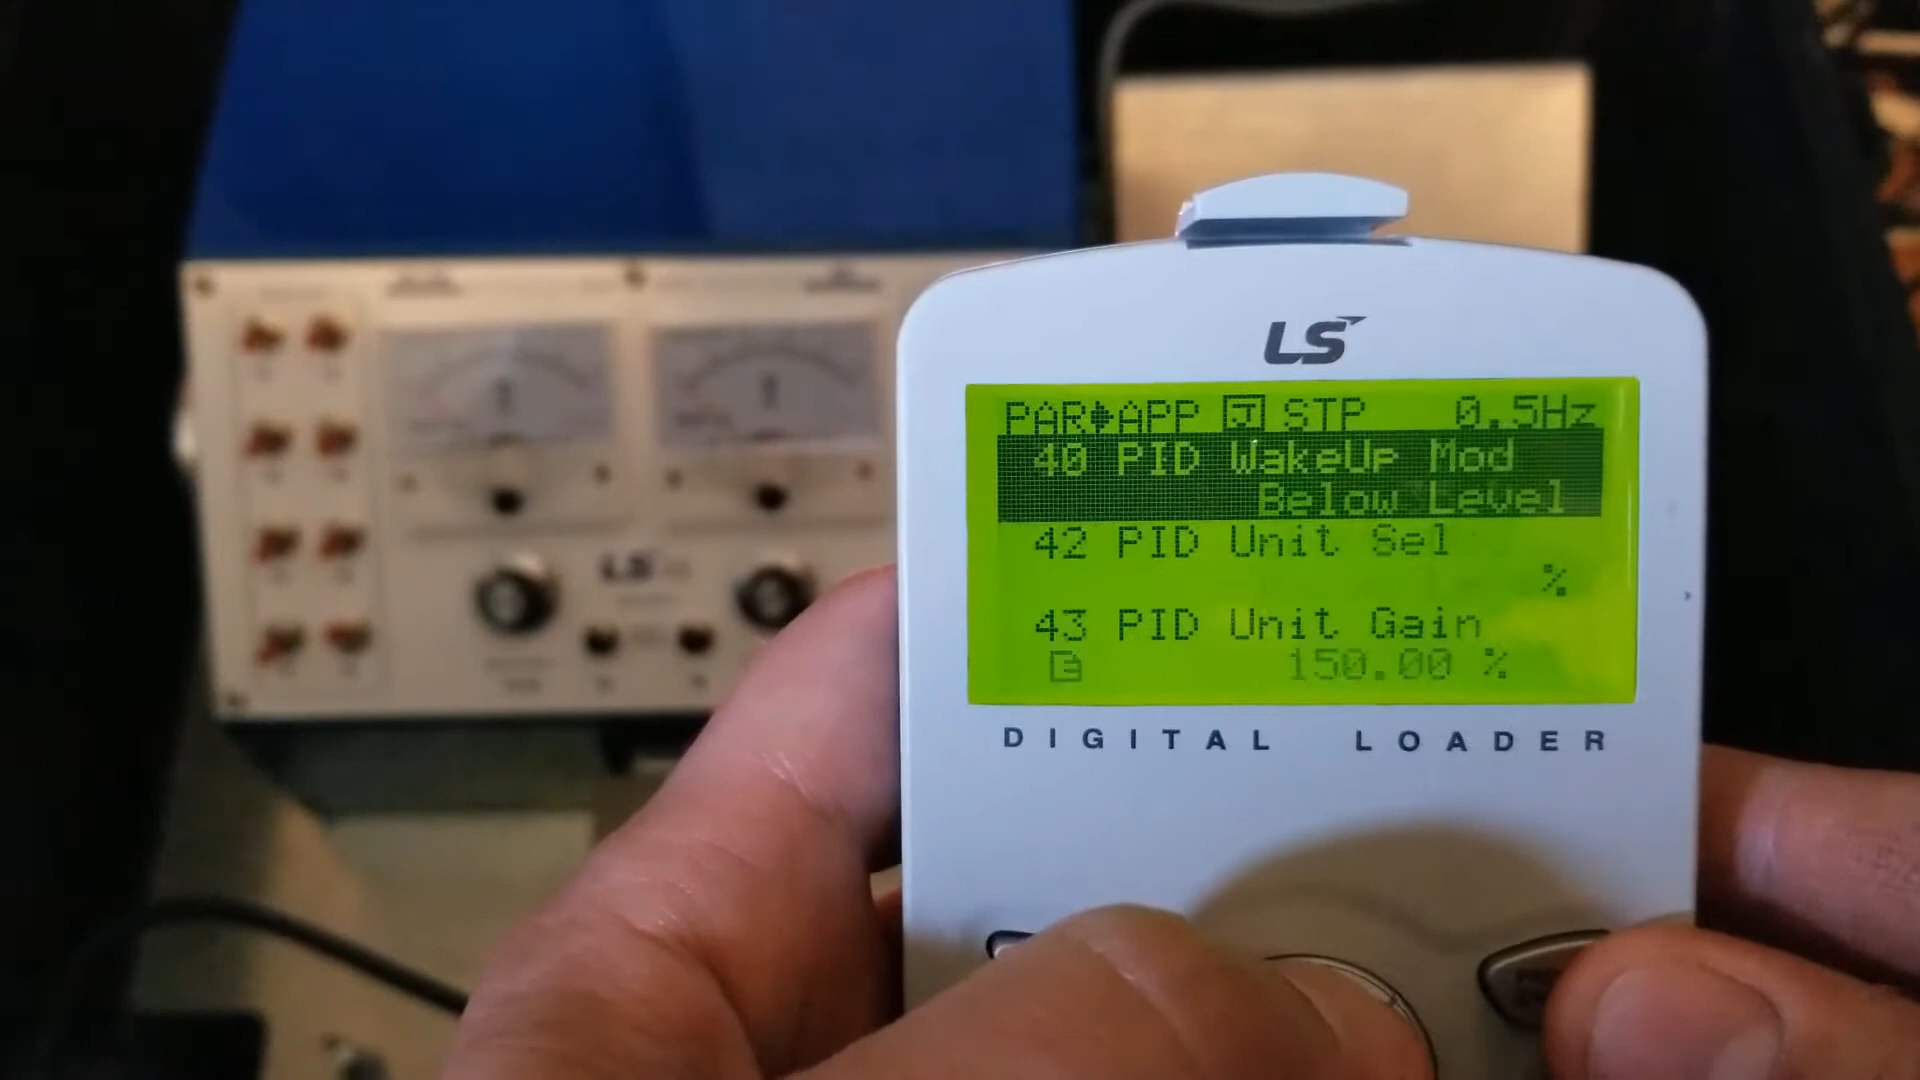 LS
PAR APP J STP 0.5Hz
40 PID WakeUp Mod
Below Level
42 PID Unit Sel
%
43 PID Unit Gain
150.00 %
DIGITAL LOADER
LS